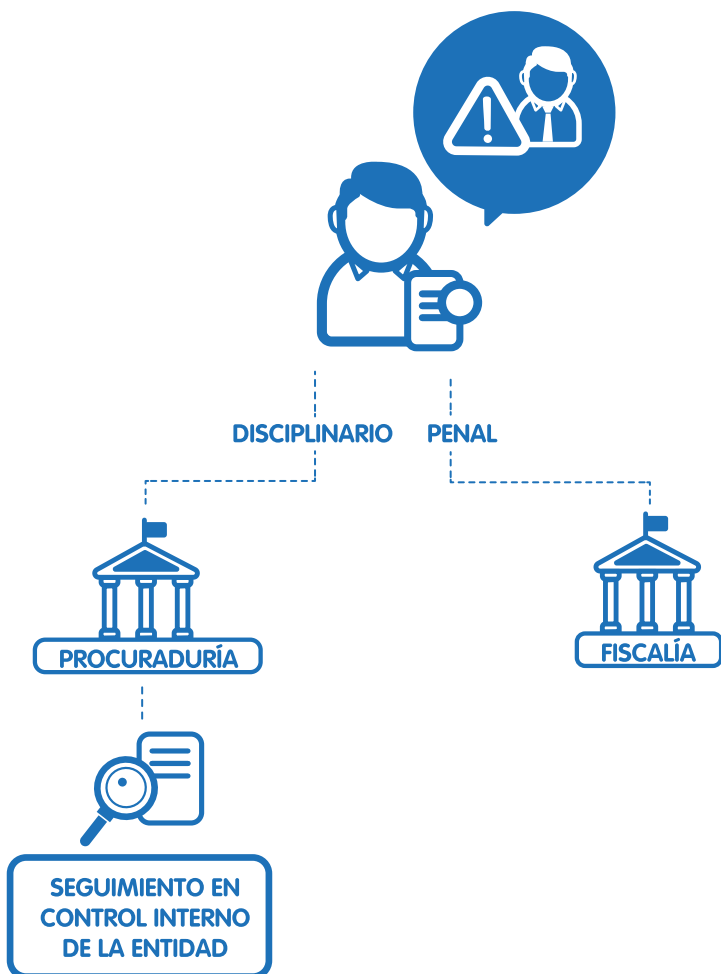 DISCIPLINARIO PENAL
PROCURADURÍA
FISCALÍA
SEGUIMIENTO EN
CONTROL INTERNO
DE LA ENTIDAD